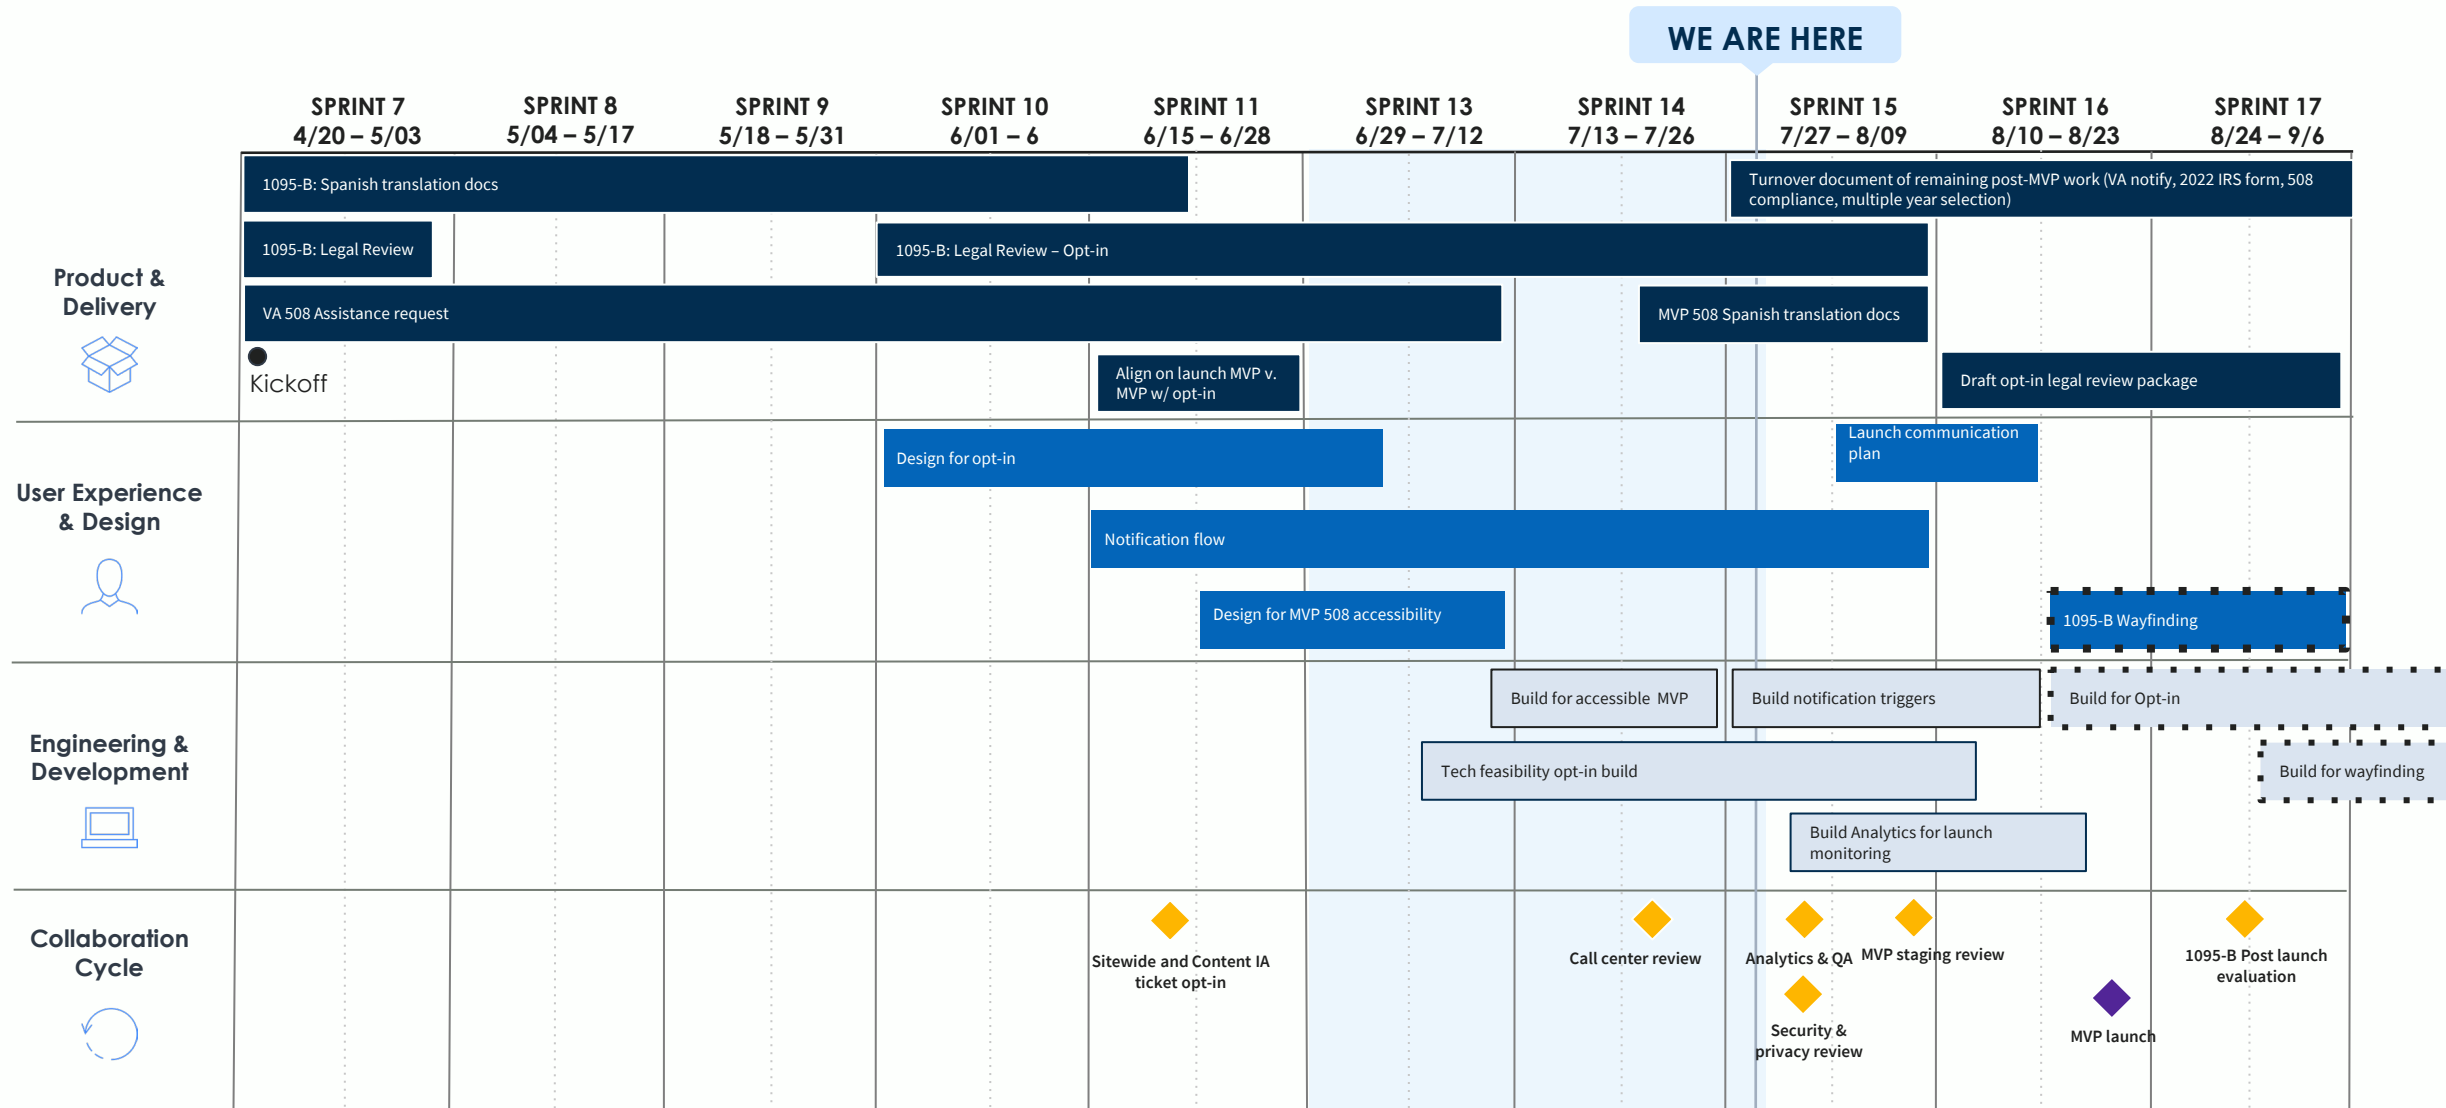 WE ARE HERE
SPRINT 7
4/20 – 5/03
SPRINT 8
5/04 – 5/17
SPRINT 9
5/18 – 5/31
SPRINT 10
6/01 – 6
SPRINT 11
6/15 – 6/28
SPRINT 13
6/29 – 7/12
SPRINT 14
7/13 – 7/26
SPRINT 15
7/27 – 8/09
SPRINT 16
8/10 – 8/23
SPRINT 17
8/24 – 9/6
Product &
Delivery
1095-B: Spanish translation docs
Turnover document of remaining post-MVP work (VA notify, 2022 IRS form, 508
compliance, multiple year selection)
1095-B: Legal Review
1095-B: Legal Review – Opt-in
VA 508 Assistance request
MVP 508 Spanish translation docs
Kickoff
Align on launch MVP v.
MVP w/ opt-in
Draft opt-in legal review package
User Experience
& Design
Design for opt-in
Launch communication
plan
Notification flow
Design for MVP 508 accessibility
1095-B Wayfinding
Engineering &
Development
Build for accessible MVP
Build notification triggers
Build for Opt-in
Tech feasibility opt-in build
Build for wayfinding
Build Analytics for launch
monitoring
Collaboration
Cycle
Sitewide and Content IA
ticket opt-in
Call center review
Analytics & QA
MVP staging review
1095-B Post launch
evaluation
Security &
privacy review
MVP launch